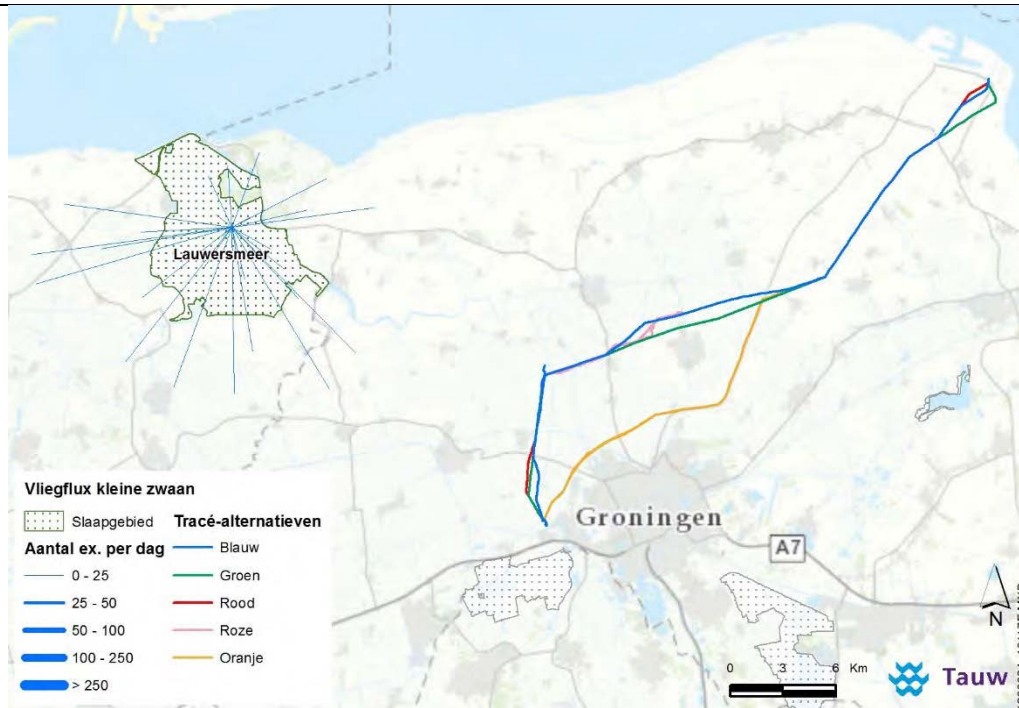 Lauwersmeer
Groningen
A7
Vliegflux kleine zwaan
Slaapgebied
Aantal ex. per dag
0 - 25
25 - 50
50 - 100
100 - 250
> 250
Tracé-alternatieven
Blauw
Groen
Rood
Roze
Oranje
N
0 3 6 Km
Tauw